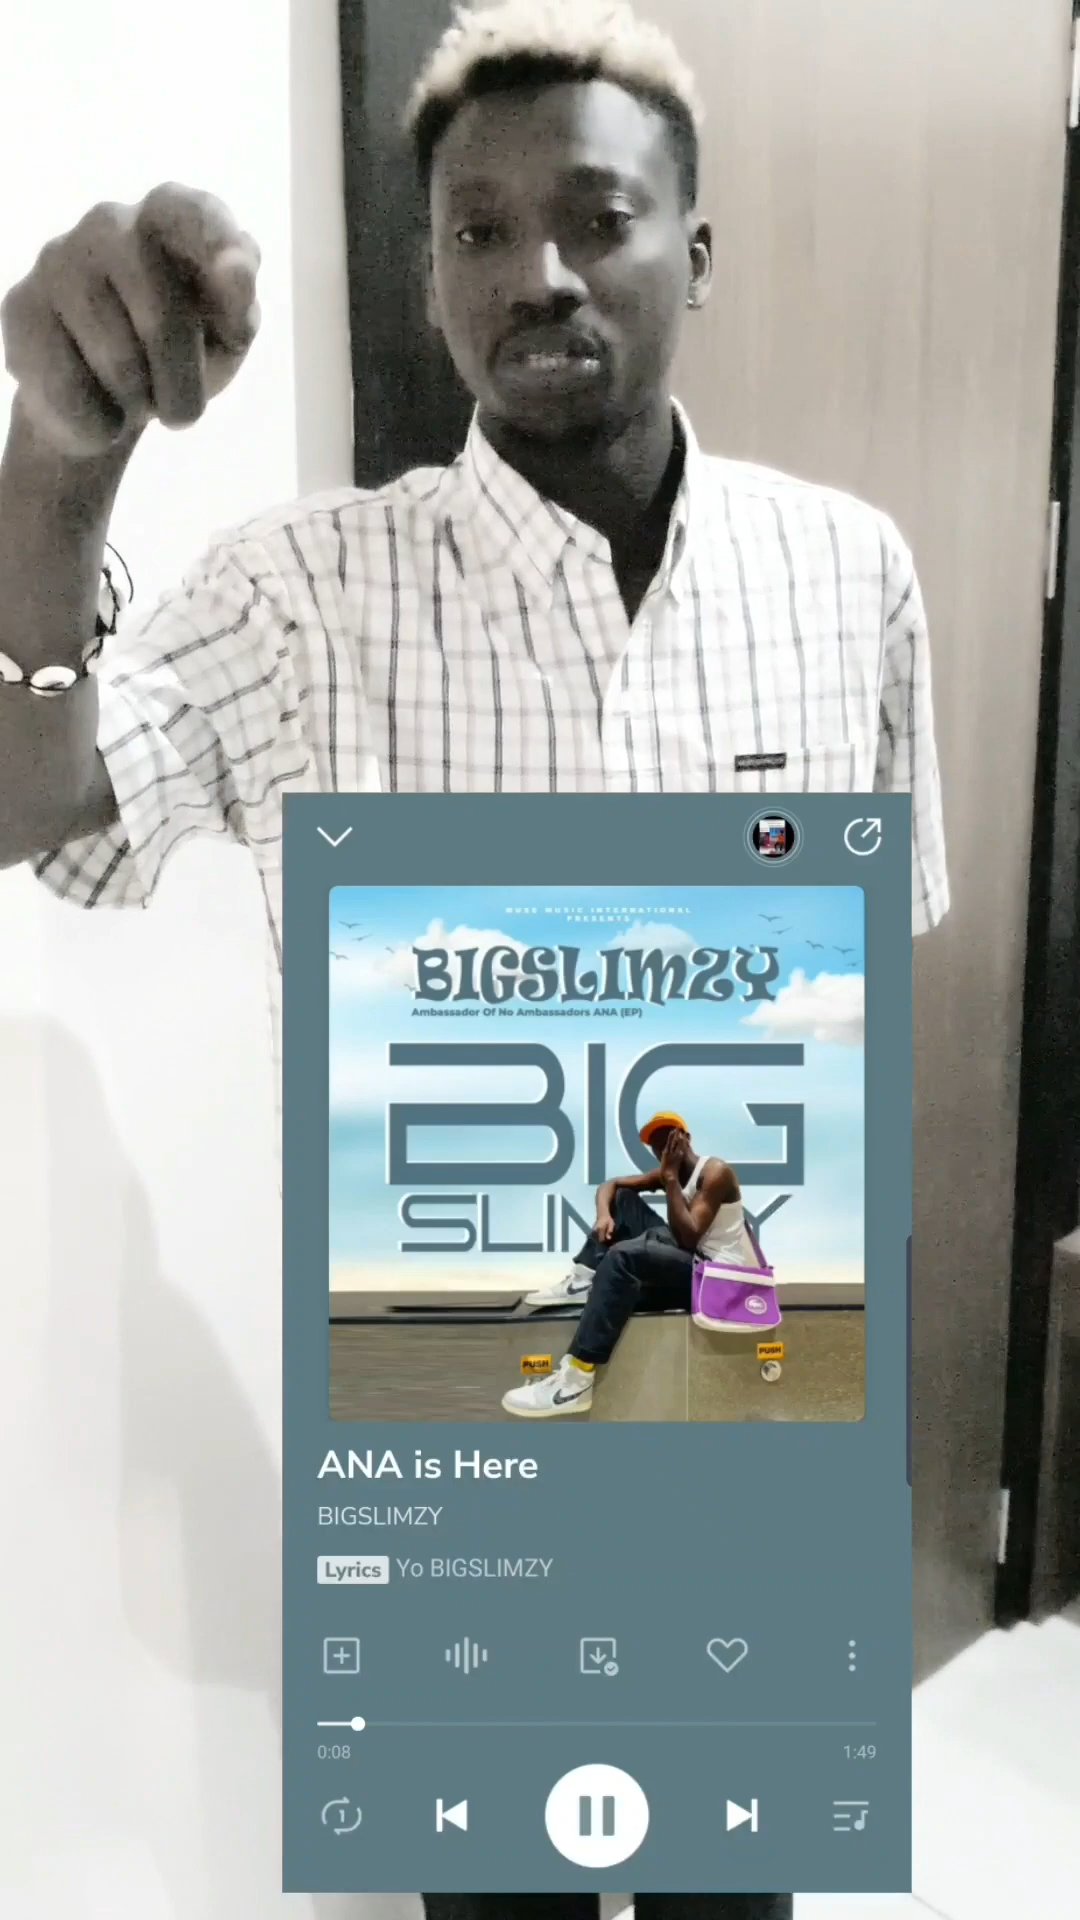 MUSE MUSIC INTERNATIONAL
PRESENTS
BIGSLIMZY
Ambassador Of No Ambassadors ANA (EP)
BIG
PUSH
PUSH
ANA is Here
BIGSLIMZY
Lyrics Yo BIGSLIMZY
0:08 1:49
1